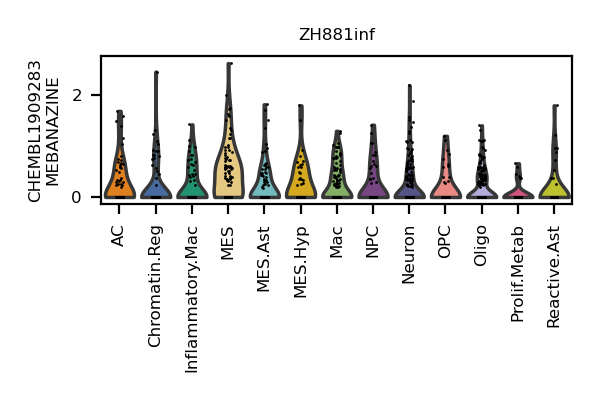 ZH881inf
CHEMBL1909283
MEBANAZINE
2
0
AC
Chromatin.Reg
Inflammatory.Mac
MES
MES.Ast
MES.Hyp
Mac
NPC
Neuron
OPC
Oligo
Prolif.Metab
Reactive.Ast